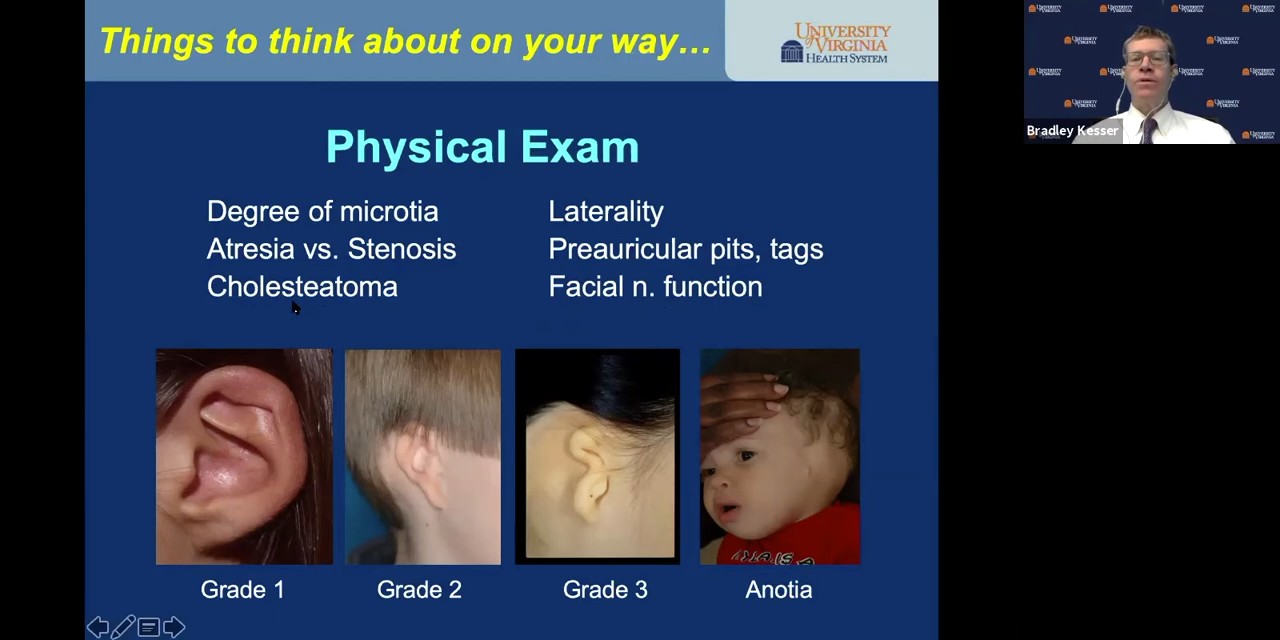 Things to think about on your way...
UNIVERSITY
of VIRGINIA
HEALTH SYSTEM
Physical Exam
Degree of microtia
Atresia vs. Stenosis
Cholesteatoma
Laterality
Preauricular pits, tags
Facial n. function
Grade 1
Grade 2
Grade 3
Anotia
Bradley Kesser